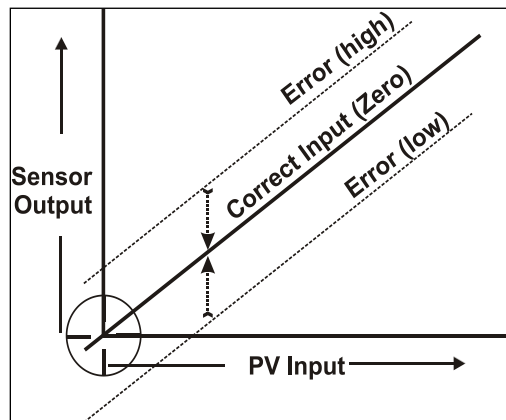 Error (high)
Correct Input (Zero)
Error (low)
Sensor
Output
PV Input